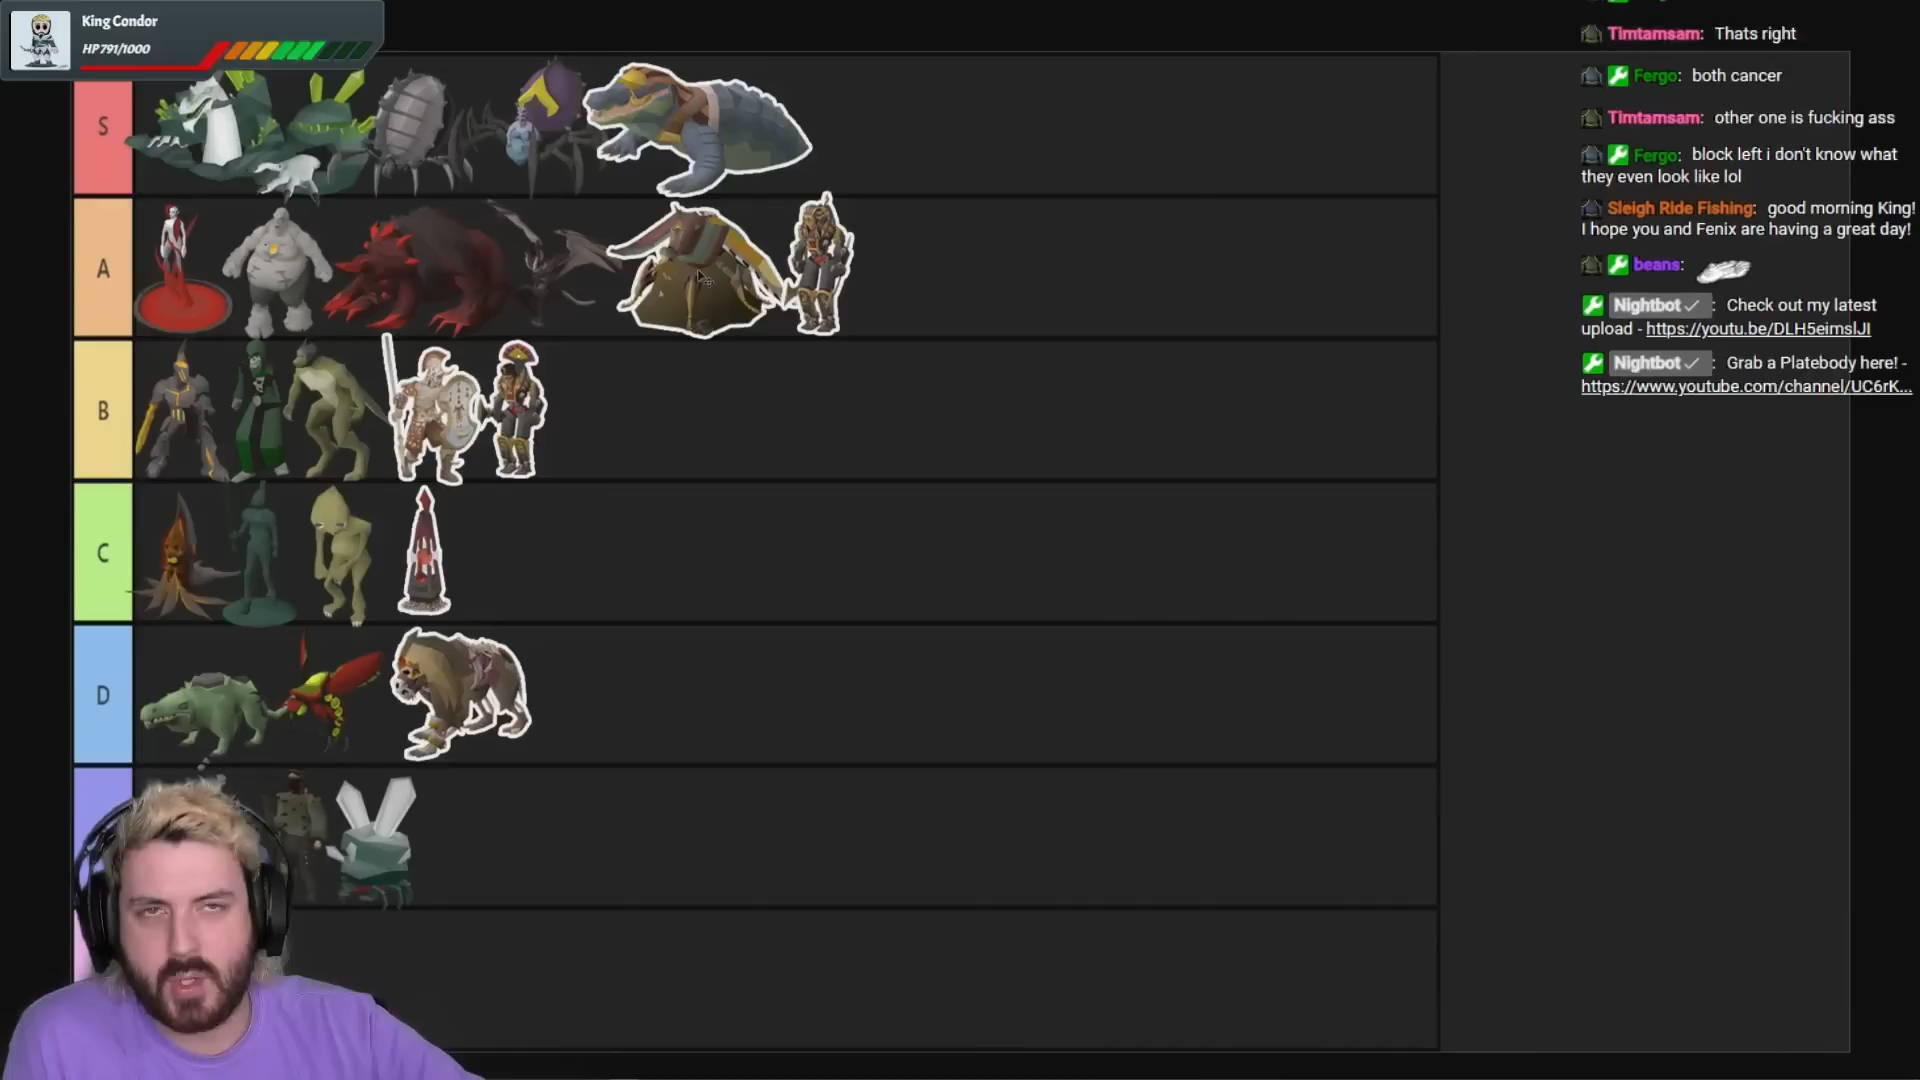 King Condor
HP 791/1000
S
A
B
C
D
Timtamsam: Thats right
Fergo: both cancer
Timtamsam: other one is fucking ass
Fergo: block left i don't know what
they even look like lol
Sleigh Ride Fishing: good morning King!
I hope you and Fenix are having a great day!
beans:
Nightbot: Check out my latest
upload - https://youtu.be/DLH5eimslJI
Nightbot: Grab a Platebody here! -
https://www.youtube.com/channel/UC6rK...